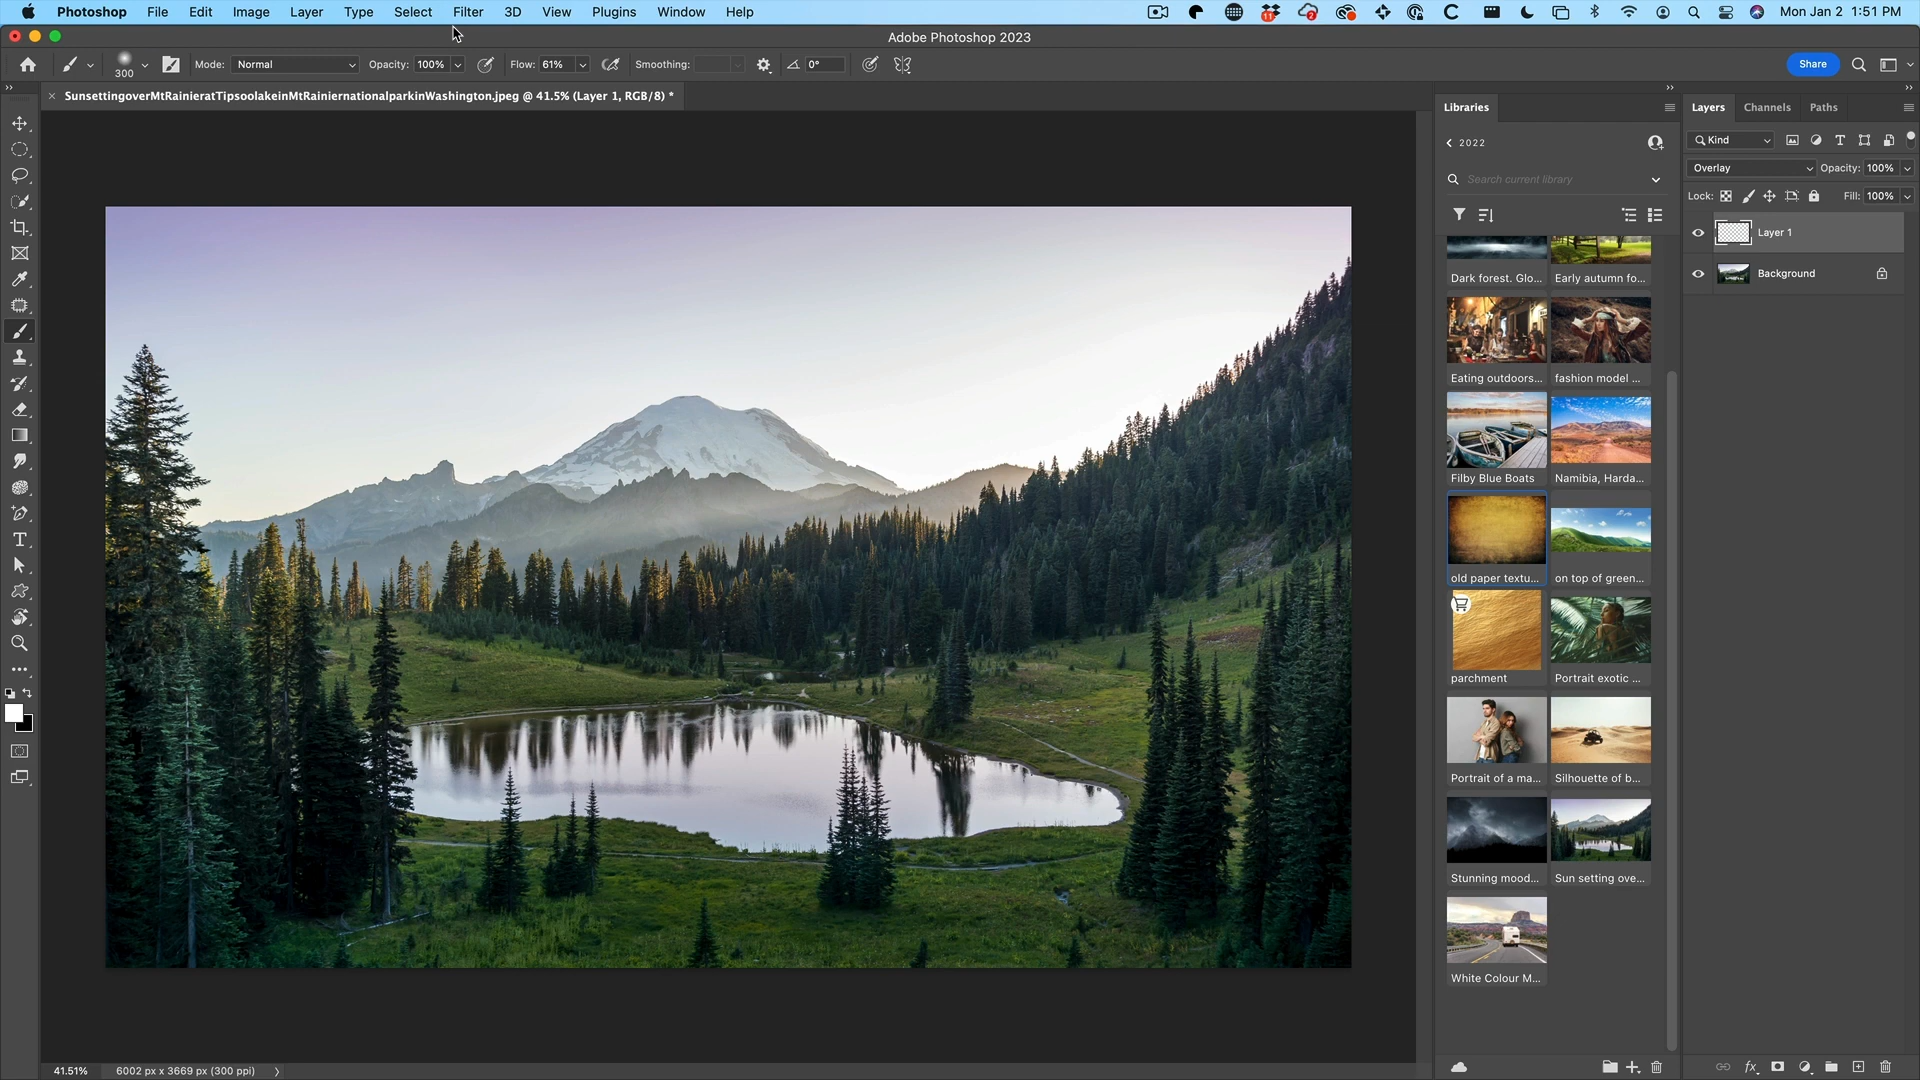 Photoshop File Edit Image Layer Type Select Filter 3D View Plugins Window Help
11
2
Mon Jan 2 1:51 PM
Adobe Photoshop 2023
300
Mode: Normal
Opacity: 100%
Flow: 61%
Smoothing:
0°
Share
SunsettingoverMtRainieratTipsoolakeinMtRainiernationalparkinWashington.jpeg @ 41.5% (Layer 1, RGB/8) *
Libraries
2022
Search current library
Dark forest. Glo...
Early autumn fo...
Eating outdoors...
fashion model ...
Filby Blue Boats
Namibia, Harda...
old paper textu...
on top of green...
parchment
Portrait exotic ...
Portrait of a ma...
Silhouette of b...
Stunning mood...
Sun setting ove...
White Colour M...
Layers Channels Paths
Kind
Overlay
Opacity: 100%
Lock:
Fill: 100%
Layer 1
Background
fx
41.51%
6002 px x 3669 px (300 ppi)